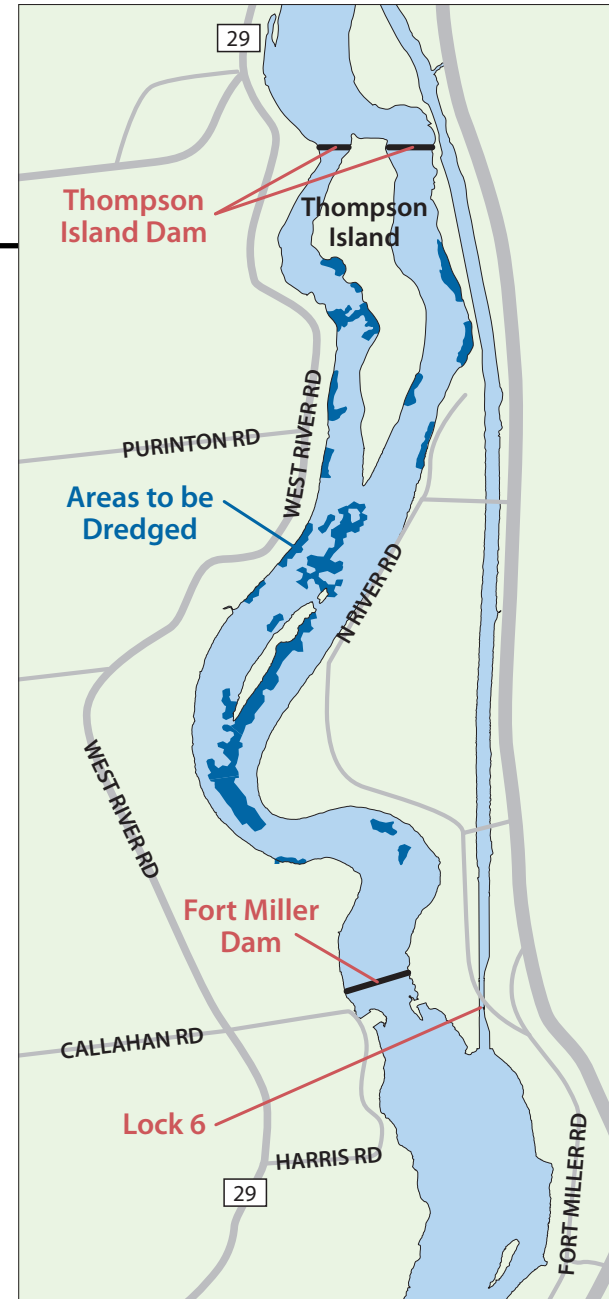 29
Thompson
Island Dam
Thompson
Island
WEST RIVER RD
PURINTON RD
Areas to be
Dredged
N RIVER RD
WEST RIVER RD
Fort Miller
Dam
CALLAHAN RD
Lock 6
HARRIS RD
29
FORT MILLER RD